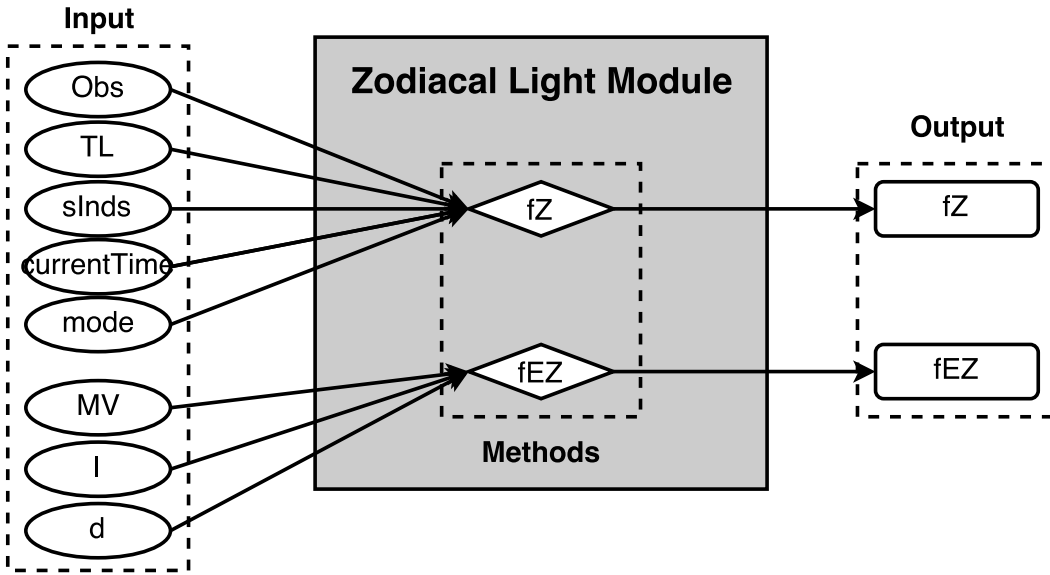 Input
Obs
TL
sInds
currentTime
mode
MV
I
d
Zodiacal Light Module
fZ
fEZ
Methods
Output
fZ
fEZ